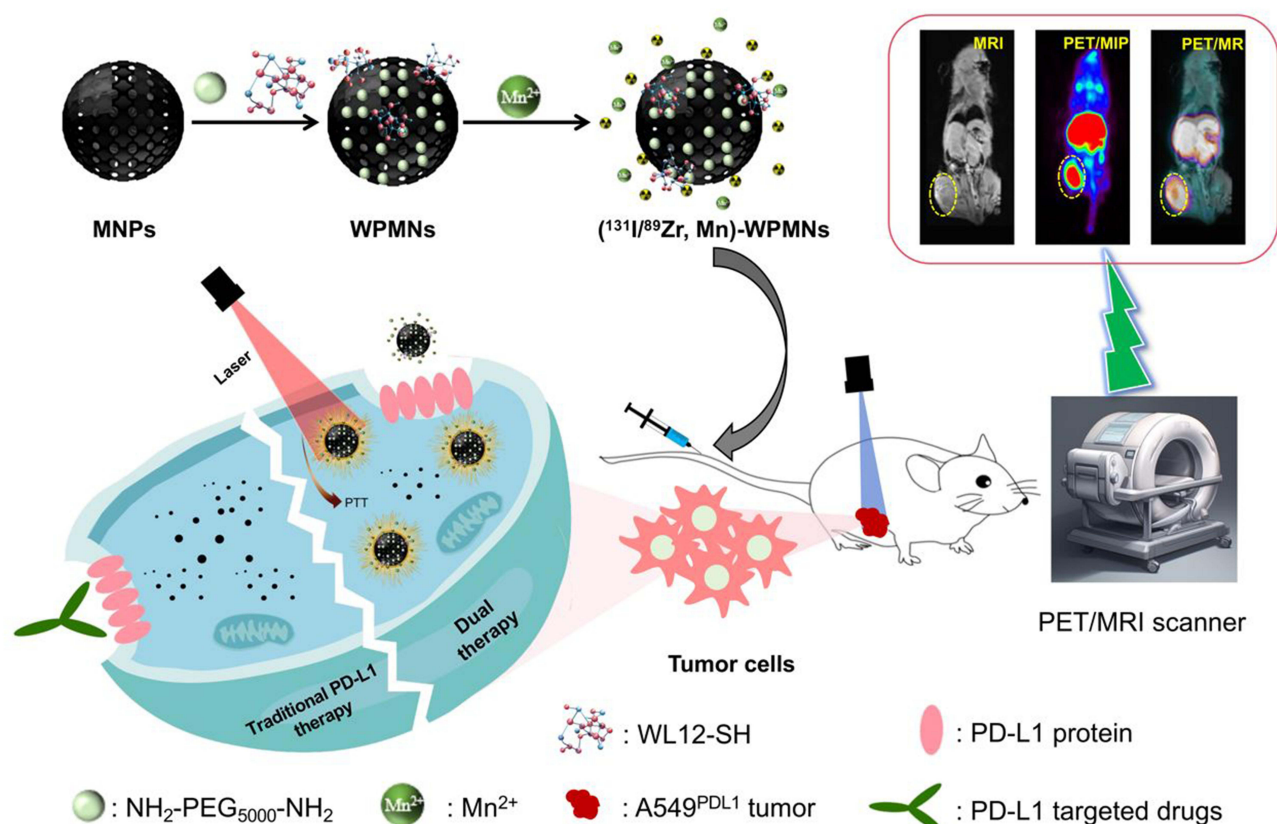 MRI
PET/MIP
PET/MR
Mn²⁺
MNPs
WPMNs
(¹³¹I/⁸⁹Zr, Mn)-WPMNs
Laser
PTT
Dual
therapy
Traditional PD-L1
therapy
Tumor cells
PET/MRI scanner
: WL12-SH
: PD-L1 protein
: NH₂-PEG₅₀₀₀-NH₂
Mn²⁺
: Mn²⁺
: A549ᴾᴰᴸ¹ tumor
: PD-L1 targeted drugs